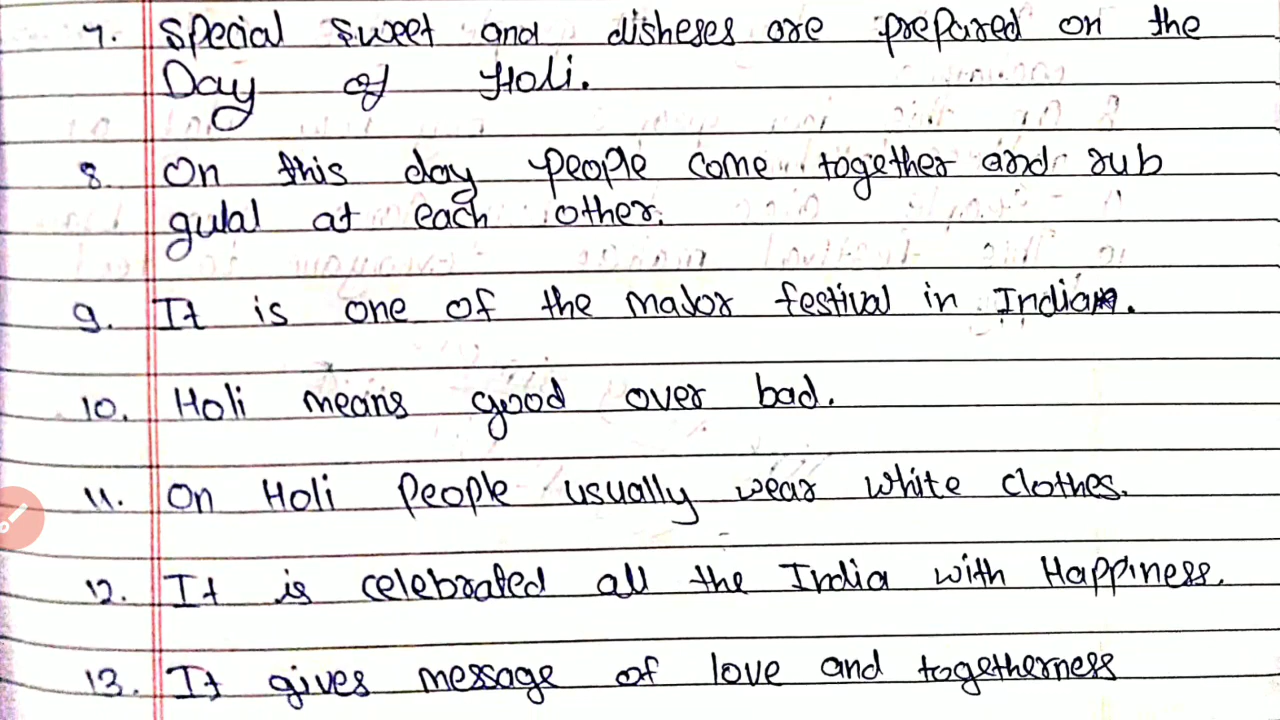 7. Special sweet and disheses are prepared on the
Day of Holi.
8. On this day people come together and rub
gulal at each other.
9. It is one of the major festival in India.
10. Holi means good over bad.
11. On Holi People usually wear white clothes.
12. It is celebrated all the India with Happiness.
13. It gives message of love and togetherness